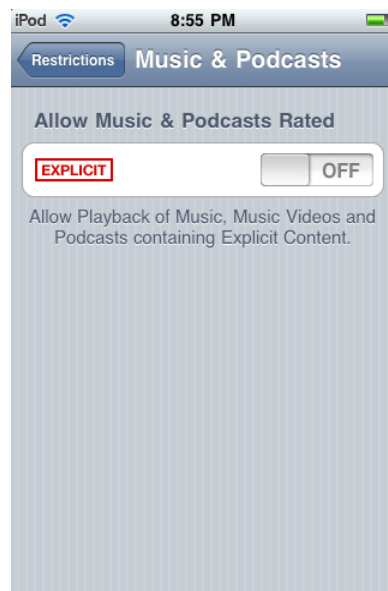 iPod 8:55 PM
Restrictions Music & Podcasts
Allow Music & Podcasts Rated
EXPLICIT OFF
Allow Playback of Music, Music Videos and
Podcasts containing Explicit Content.